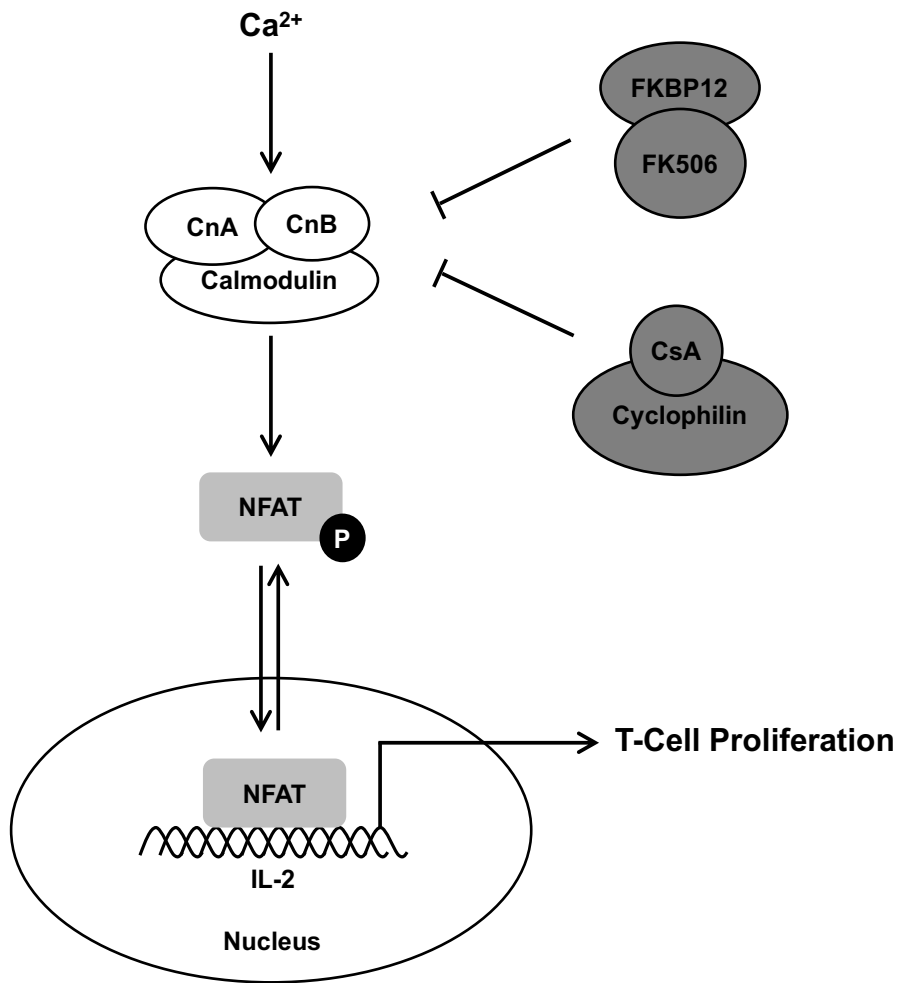 Ca²⁺
FKBP12
FK506
CnA
CnB
Calmodulin
CsA
Cyclophilin
NFAT
P
T-Cell Proliferation
NFAT
IL-2
Nucleus